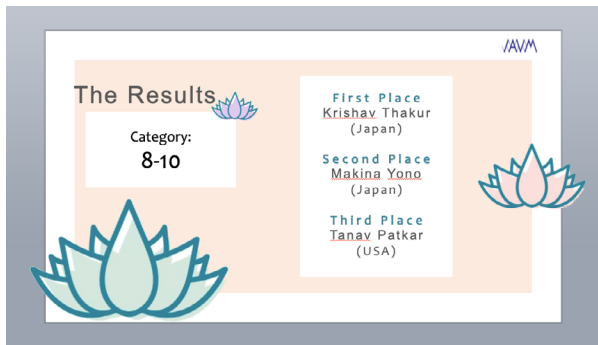 VAVM
The Results
Category:
8-10
First Place
Krishav Thakur
(Japan)
Second Place
Makina Yono
(Japan)
Third Place
Tanav Patkar
(USA)